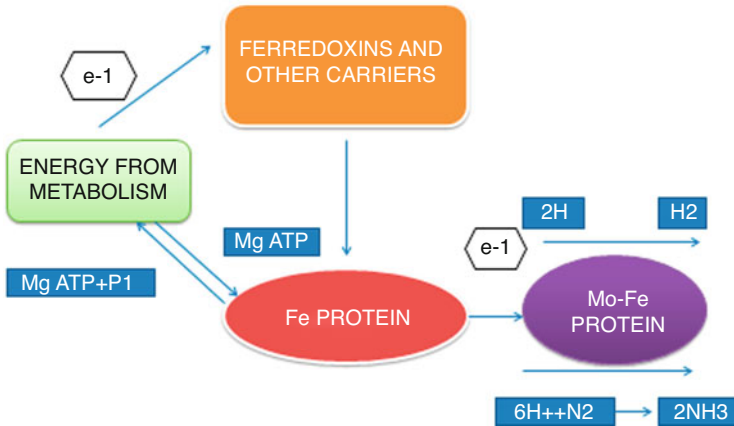 FERREDOXINS AND
OTHER CARRIERS
e-1
ENERGY FROM
METABOLISM
Mg ATP
Mg ATP+P1
Fe PROTEIN
e-1
2H
H2
Mo-Fe
PROTEIN
6H++N2
2NH3